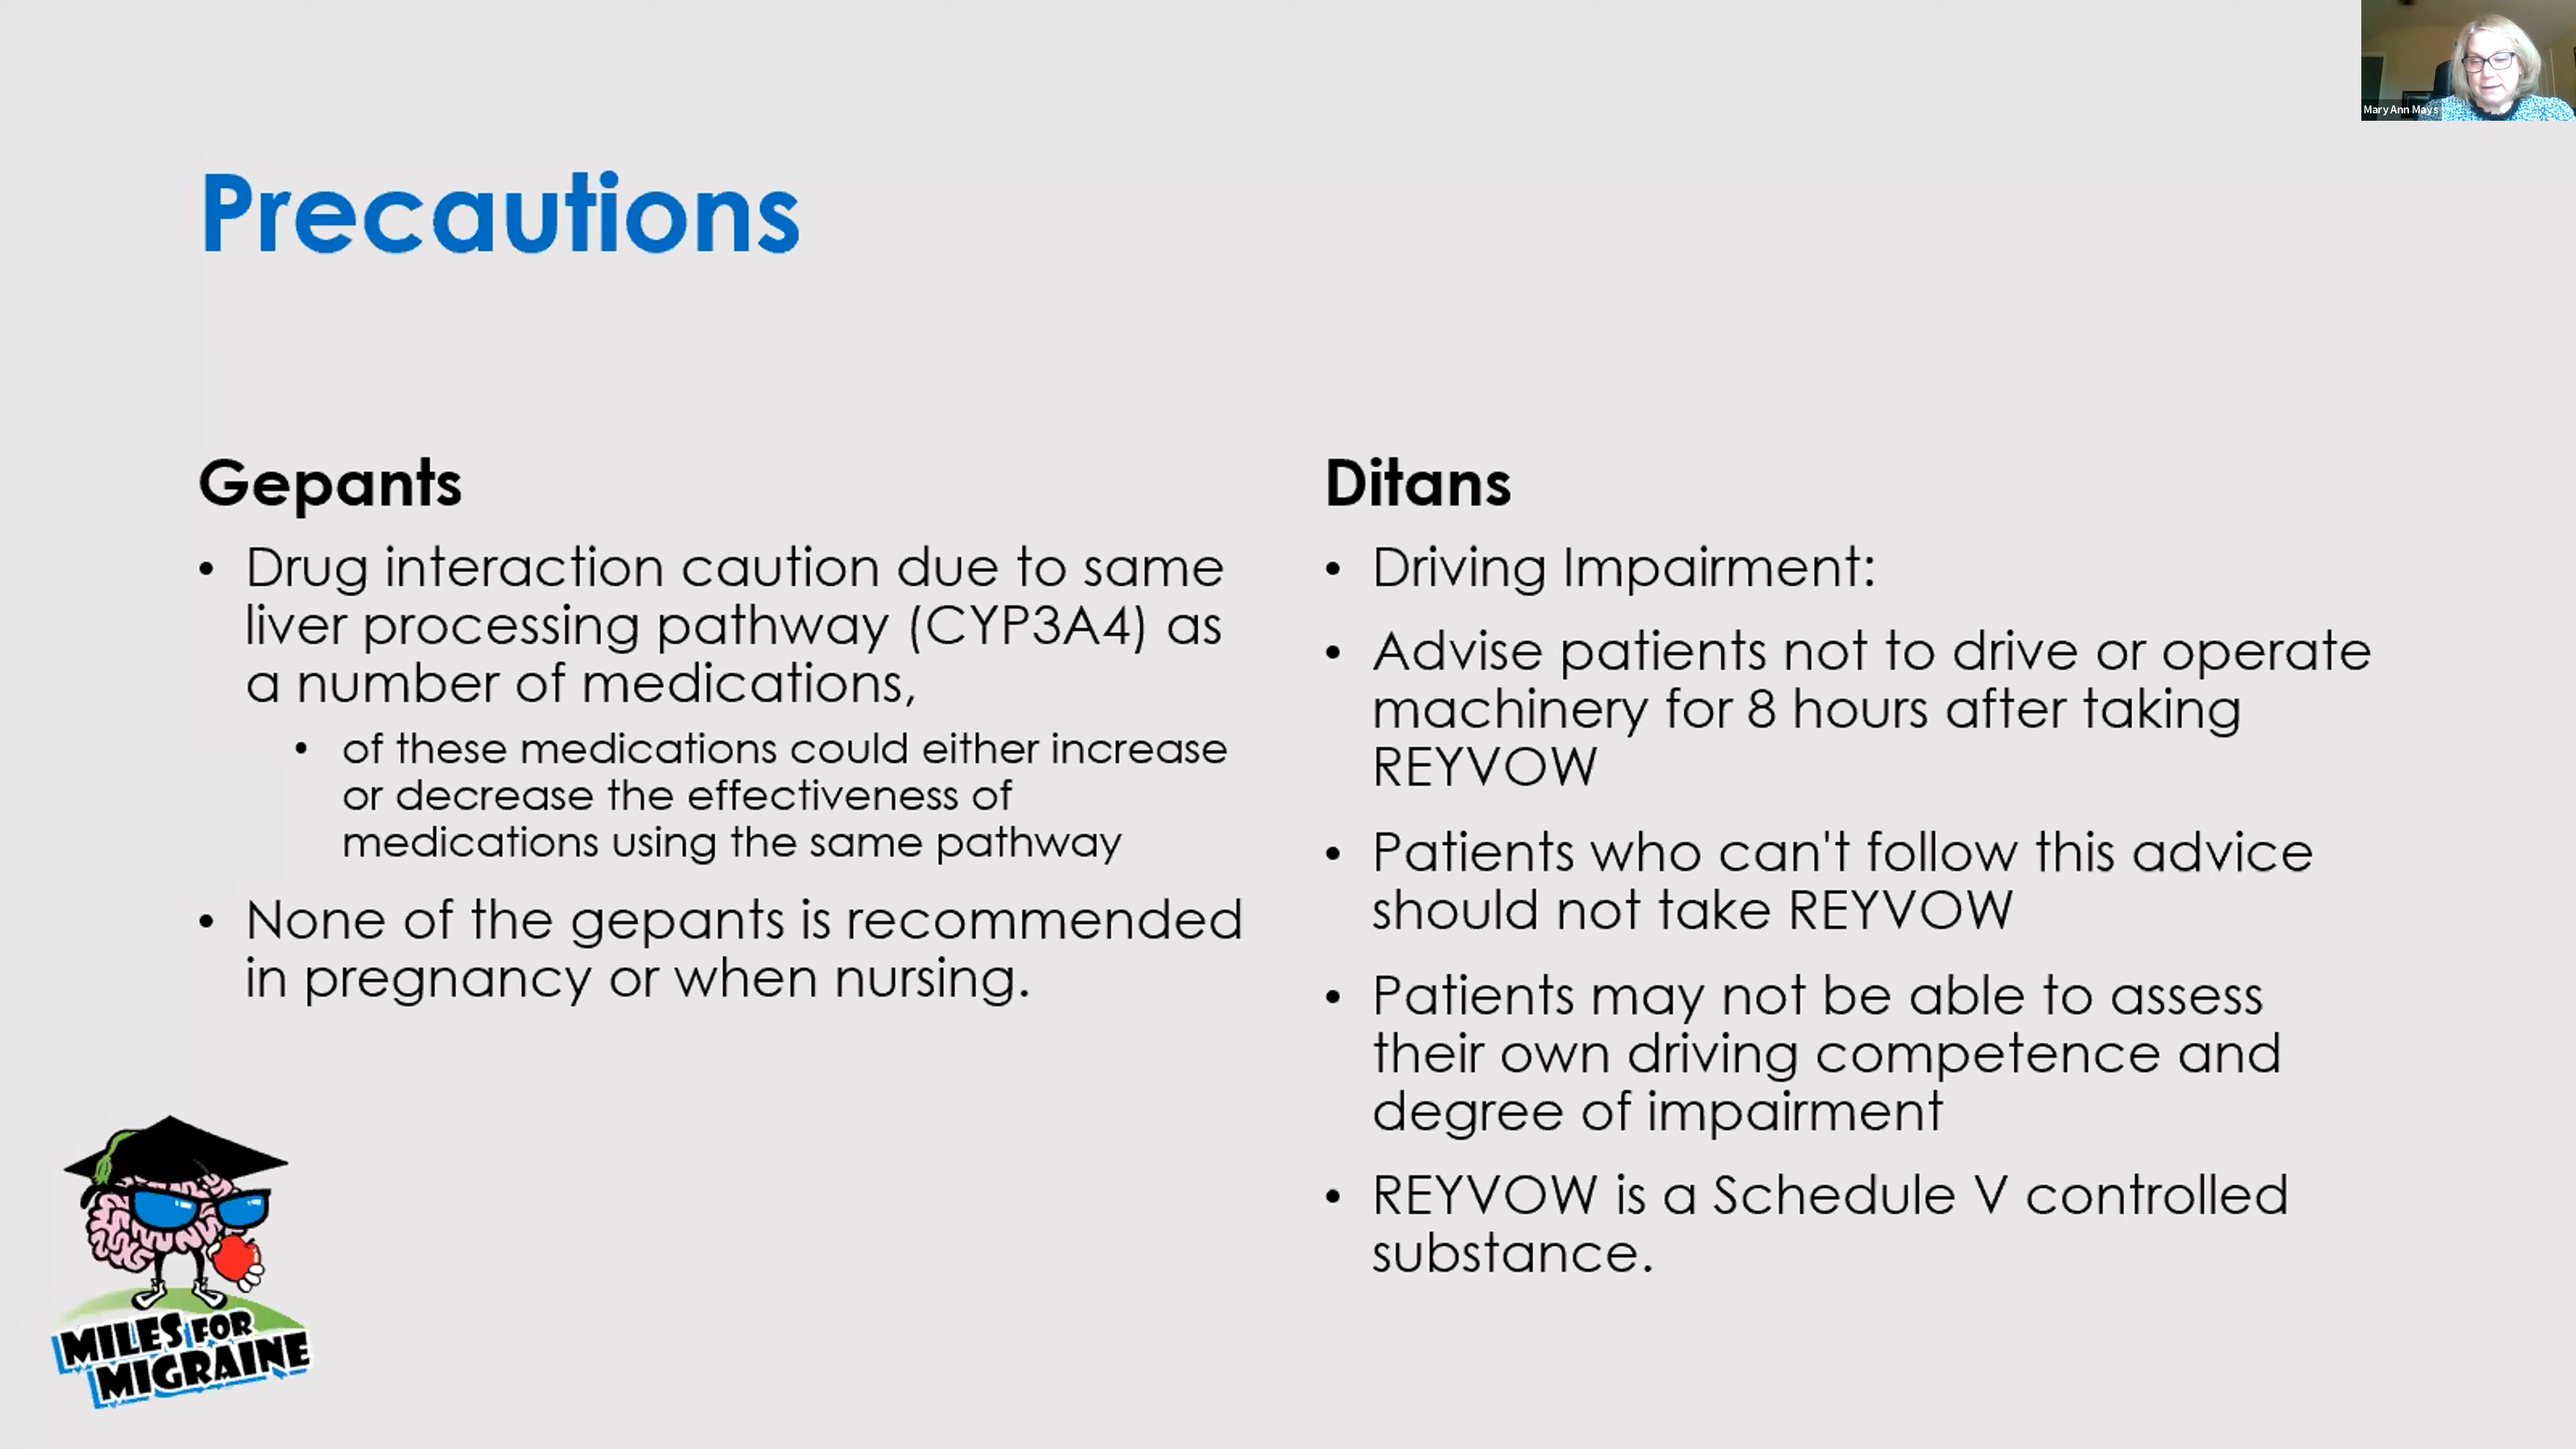 MaryAnn Mays
Precautions
Gepants
• Drug interaction caution due to same
liver processing pathway (CYP3A4) as
a number of medications,
• of these medications could either increase
or decrease the effectiveness of
medications using the same pathway
• None of the gepants is recommended
in pregnancy or when nursing.
Ditans
• Driving Impairment:
• Advise patients not to drive or operate
machinery for 8 hours after taking
REYVOW
• Patients who can't follow this advice
should not take REYVOW
• Patients may not be able to assess
their own driving competence and
degree of impairment
• REYVOW is a Schedule V controlled
substance.
MILES FOR
MIGRAINE